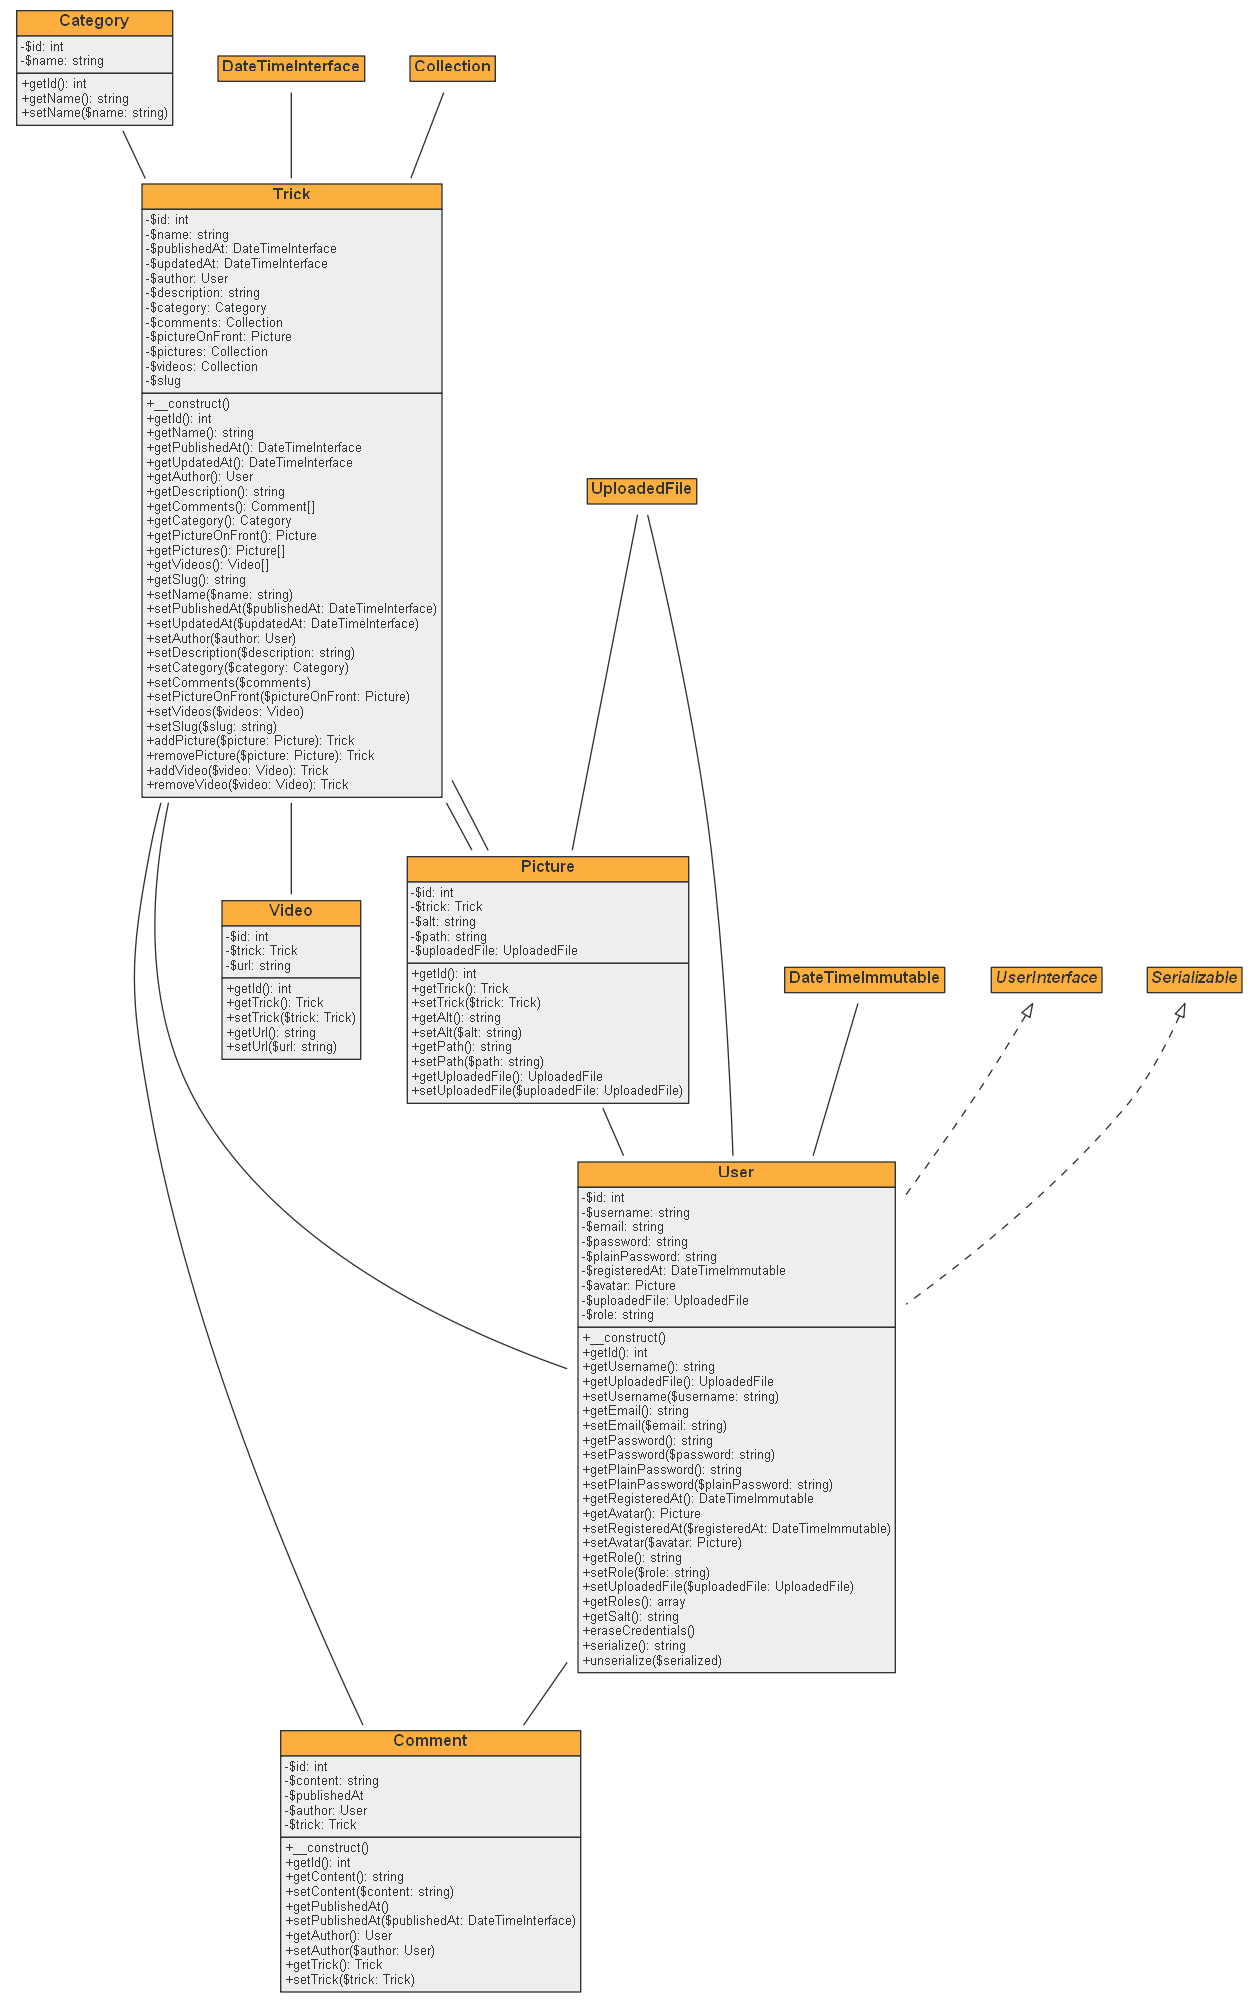 Category
-$id: int
-$name: string
+getId(): int
+getName(): string
+setName($name: string)
DateTimeInterface
Collection
Trick
-$id: int
-$name: string
-$publishedAt: DateTimeInterface
-$updatedAt: DateTimeInterface
-$author: User
-$description: string
-$category: Category
-$comments: Collection
-$pictureOnFront: Picture
-$pictures: Collection
-$videos: Collection
-$slug
+__construct()
+getId(): int
+getName(): string
+getPublishedAt(): DateTimeInterface
+getUpdatedAt(): DateTimeInterface
+getAuthor(): User
+getDescription(): string
+getComments(): Comment[]
+getCategory(): Category
+getPictureOnFront(): Picture
+getPictures(): Picture[]
+getVideos(): Video[]
+getSlug(): string
+setName($name: string)
+setPublishedAt($publishedAt: DateTimeInterface)
+setUpdatedAt($updatedAt: DateTimeInterface)
+setAuthor($author: User)
+setDescription($description: string)
+setCategory($category: Category)
+setComments($comments)
+setPictureOnFront($pictureOnFront: Picture)
+setVideos($videos: Video)
+setSlug($slug: string)
+addPicture($picture: Picture): Trick
+removePicture($picture: Picture): Trick
+addVideo($video: Video): Trick
+removeVideo($video: Video): Trick
UploadedFile
Video
-$id: int
-$trick: Trick
-$url: string
+getId(): int
+getTrick(): Trick
+setTrick($trick: Trick)
+getUrl(): string
+setUrl($url: string)
Picture
-$id: int
-$trick: Trick
-$alt: string
-$path: string
-$uploadedFile: UploadedFile
+getId(): int
+getTrick(): Trick
+setTrick($trick: Trick)
+getAlt(): string
+setAlt($alt: string)
+getPath(): string
+setPath($path: string)
+getUploadedFile(): UploadedFile
+setUploadedFile($uploadedFile: UploadedFile)
DateTimeImmutable
UserInterface
Serializable
User
-$id: int
-$username: string
-$email: string
-$password: string
-$plainPassword: string
-$registeredAt: DateTimeImmutable
-$avatar: Picture
-$uploadedFile: UploadedFile
-$role: string
+__construct()
+getId(): int
+getUsername(): string
+getUploadedFile(): UploadedFile
+setUsername($username: string)
+getEmail(): string
+setEmail($email: string)
+getPassword(): string
+setPassword($password: string)
+getPlainPassword(): string
+setPlainPassword($plainPassword: string)
+getRegisteredAt(): DateTimeImmutable
+getAvatar(): Picture
+setRegisteredAt($registeredAt: DateTimeImmutable)
+setAvatar($avatar: Picture)
+getRole(): string
+setRole($role: string)
+setUploadedFile($uploadedFile: UploadedFile)
+getRoles(): array
+getSalt(): string
+eraseCredentials()
+serialize(): string
+unserialize($serialized)
Comment
-$id: int
-$content: string
-$publishedAt
-$author: User
-$trick: Trick
+__construct()
+getId(): int
+getContent(): string
+setContent($content: string)
+getPublishedAt()
+setPublishedAt($publishedAt: DateTimeInterface)
+getAuthor(): User
+setAuthor($author: User)
+getTrick(): Trick
+setTrick($trick: Trick)